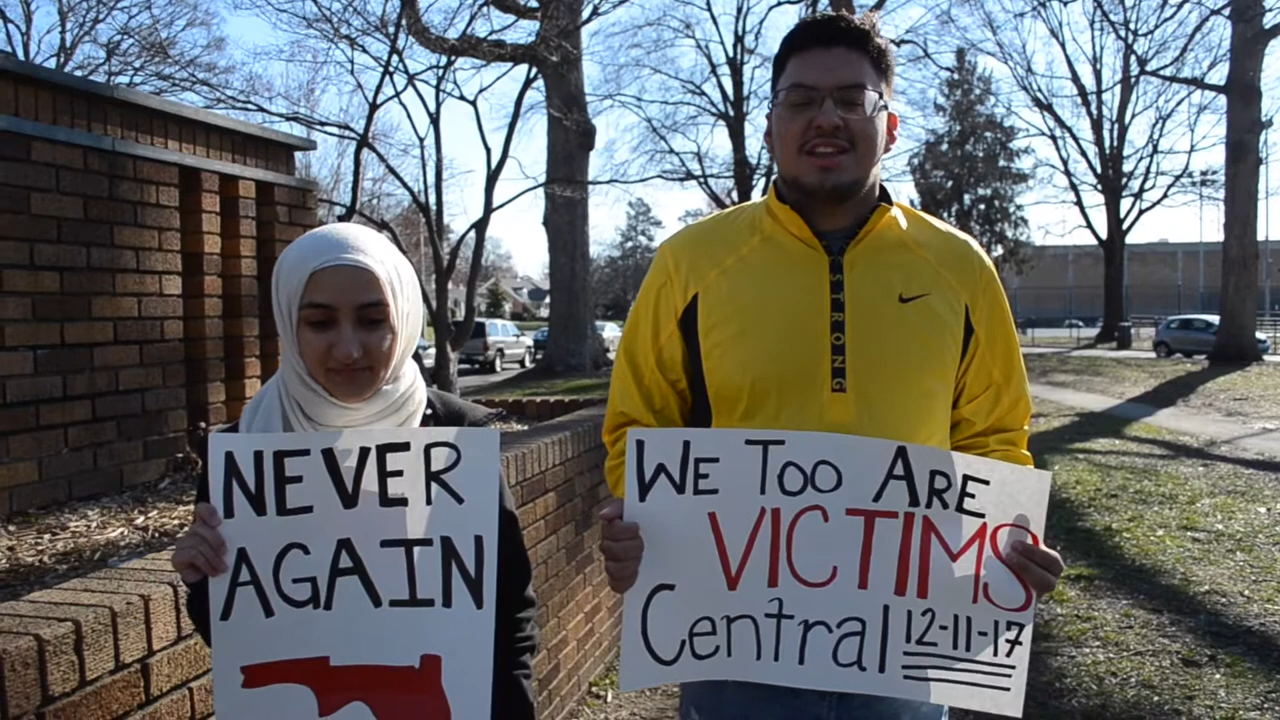 NEVER
AGAIN
STRONG
WE TOO ARE
VICTIMS
Central 12-11-17